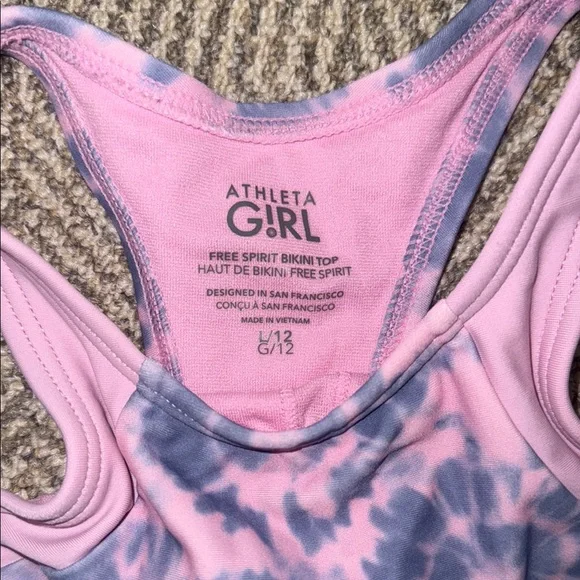 ATHLETA
G!RL
FREE SPIRIT BIKINI TOP
HAUT DE BIKINI FREE SPIRIT
DESIGNED IN SAN FRANCISCO
CONÇU À SAN FRANCISCO
MADE IN VIETNAM
L/12
G/12